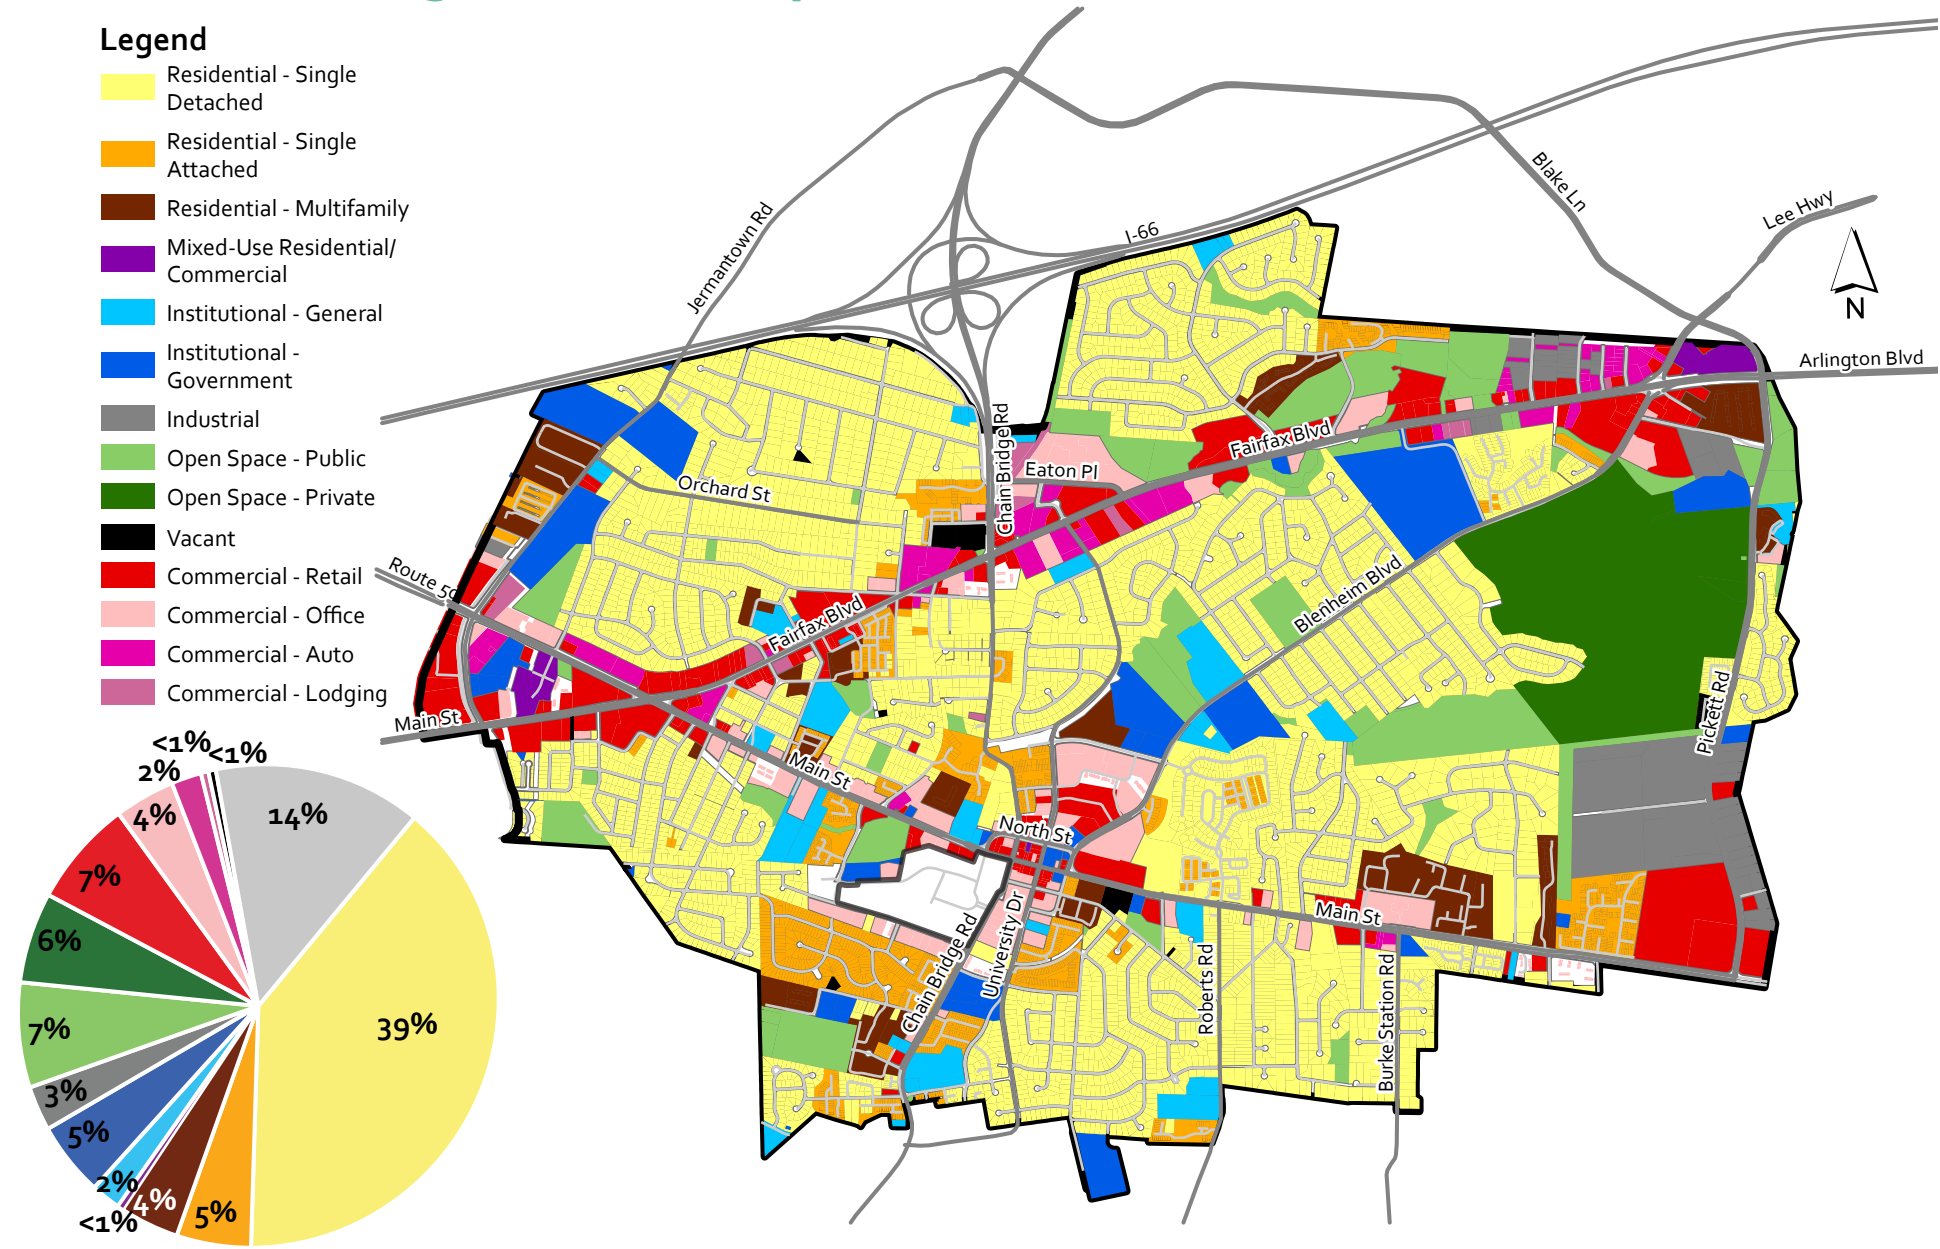 Legend
Residential - Single
Detached
Residential - Single
Attached
Residential - Multifamily
Mixed-Use Residential/
Commercial
Institutional - General
Institutional -
Government
Industrial
Open Space - Public
Open Space - Private
Vacant
Commercial - Retail
Commercial - Office
Commercial - Auto
Commercial - Lodging
Jermantown Rd
I-66
Blake Ln
Lee Hwy
N
Arlington Blvd
Chain Bridge Rd
Fairfax Blvd
Eaton Pl
Orchard St
Route 50
Fairfax Blvd
Blenheim Blvd
Pickett Rd
Main St
Main St
North St
Main St
University Dr
Chain Bridge Rd
Roberts Rd
Burke Station Rd
<1%
<1%
2%
4%
14%
7%
6%
39%
7%
3%
5%
2%
4%
<1%
5%